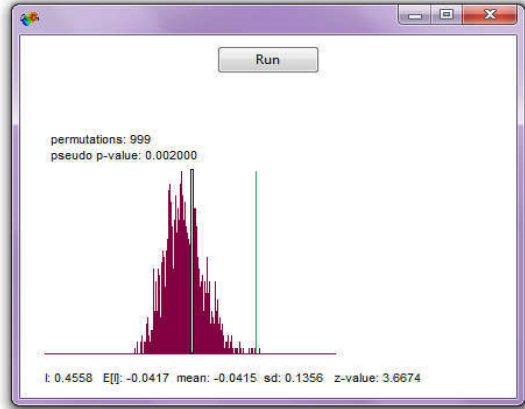 Run
permutations: 999
pseudo p-value: 0.002000
I: 0.4558 E[I]: -0.0417 mean: -0.0415 sd: 0.1356 z-value: 3.6674